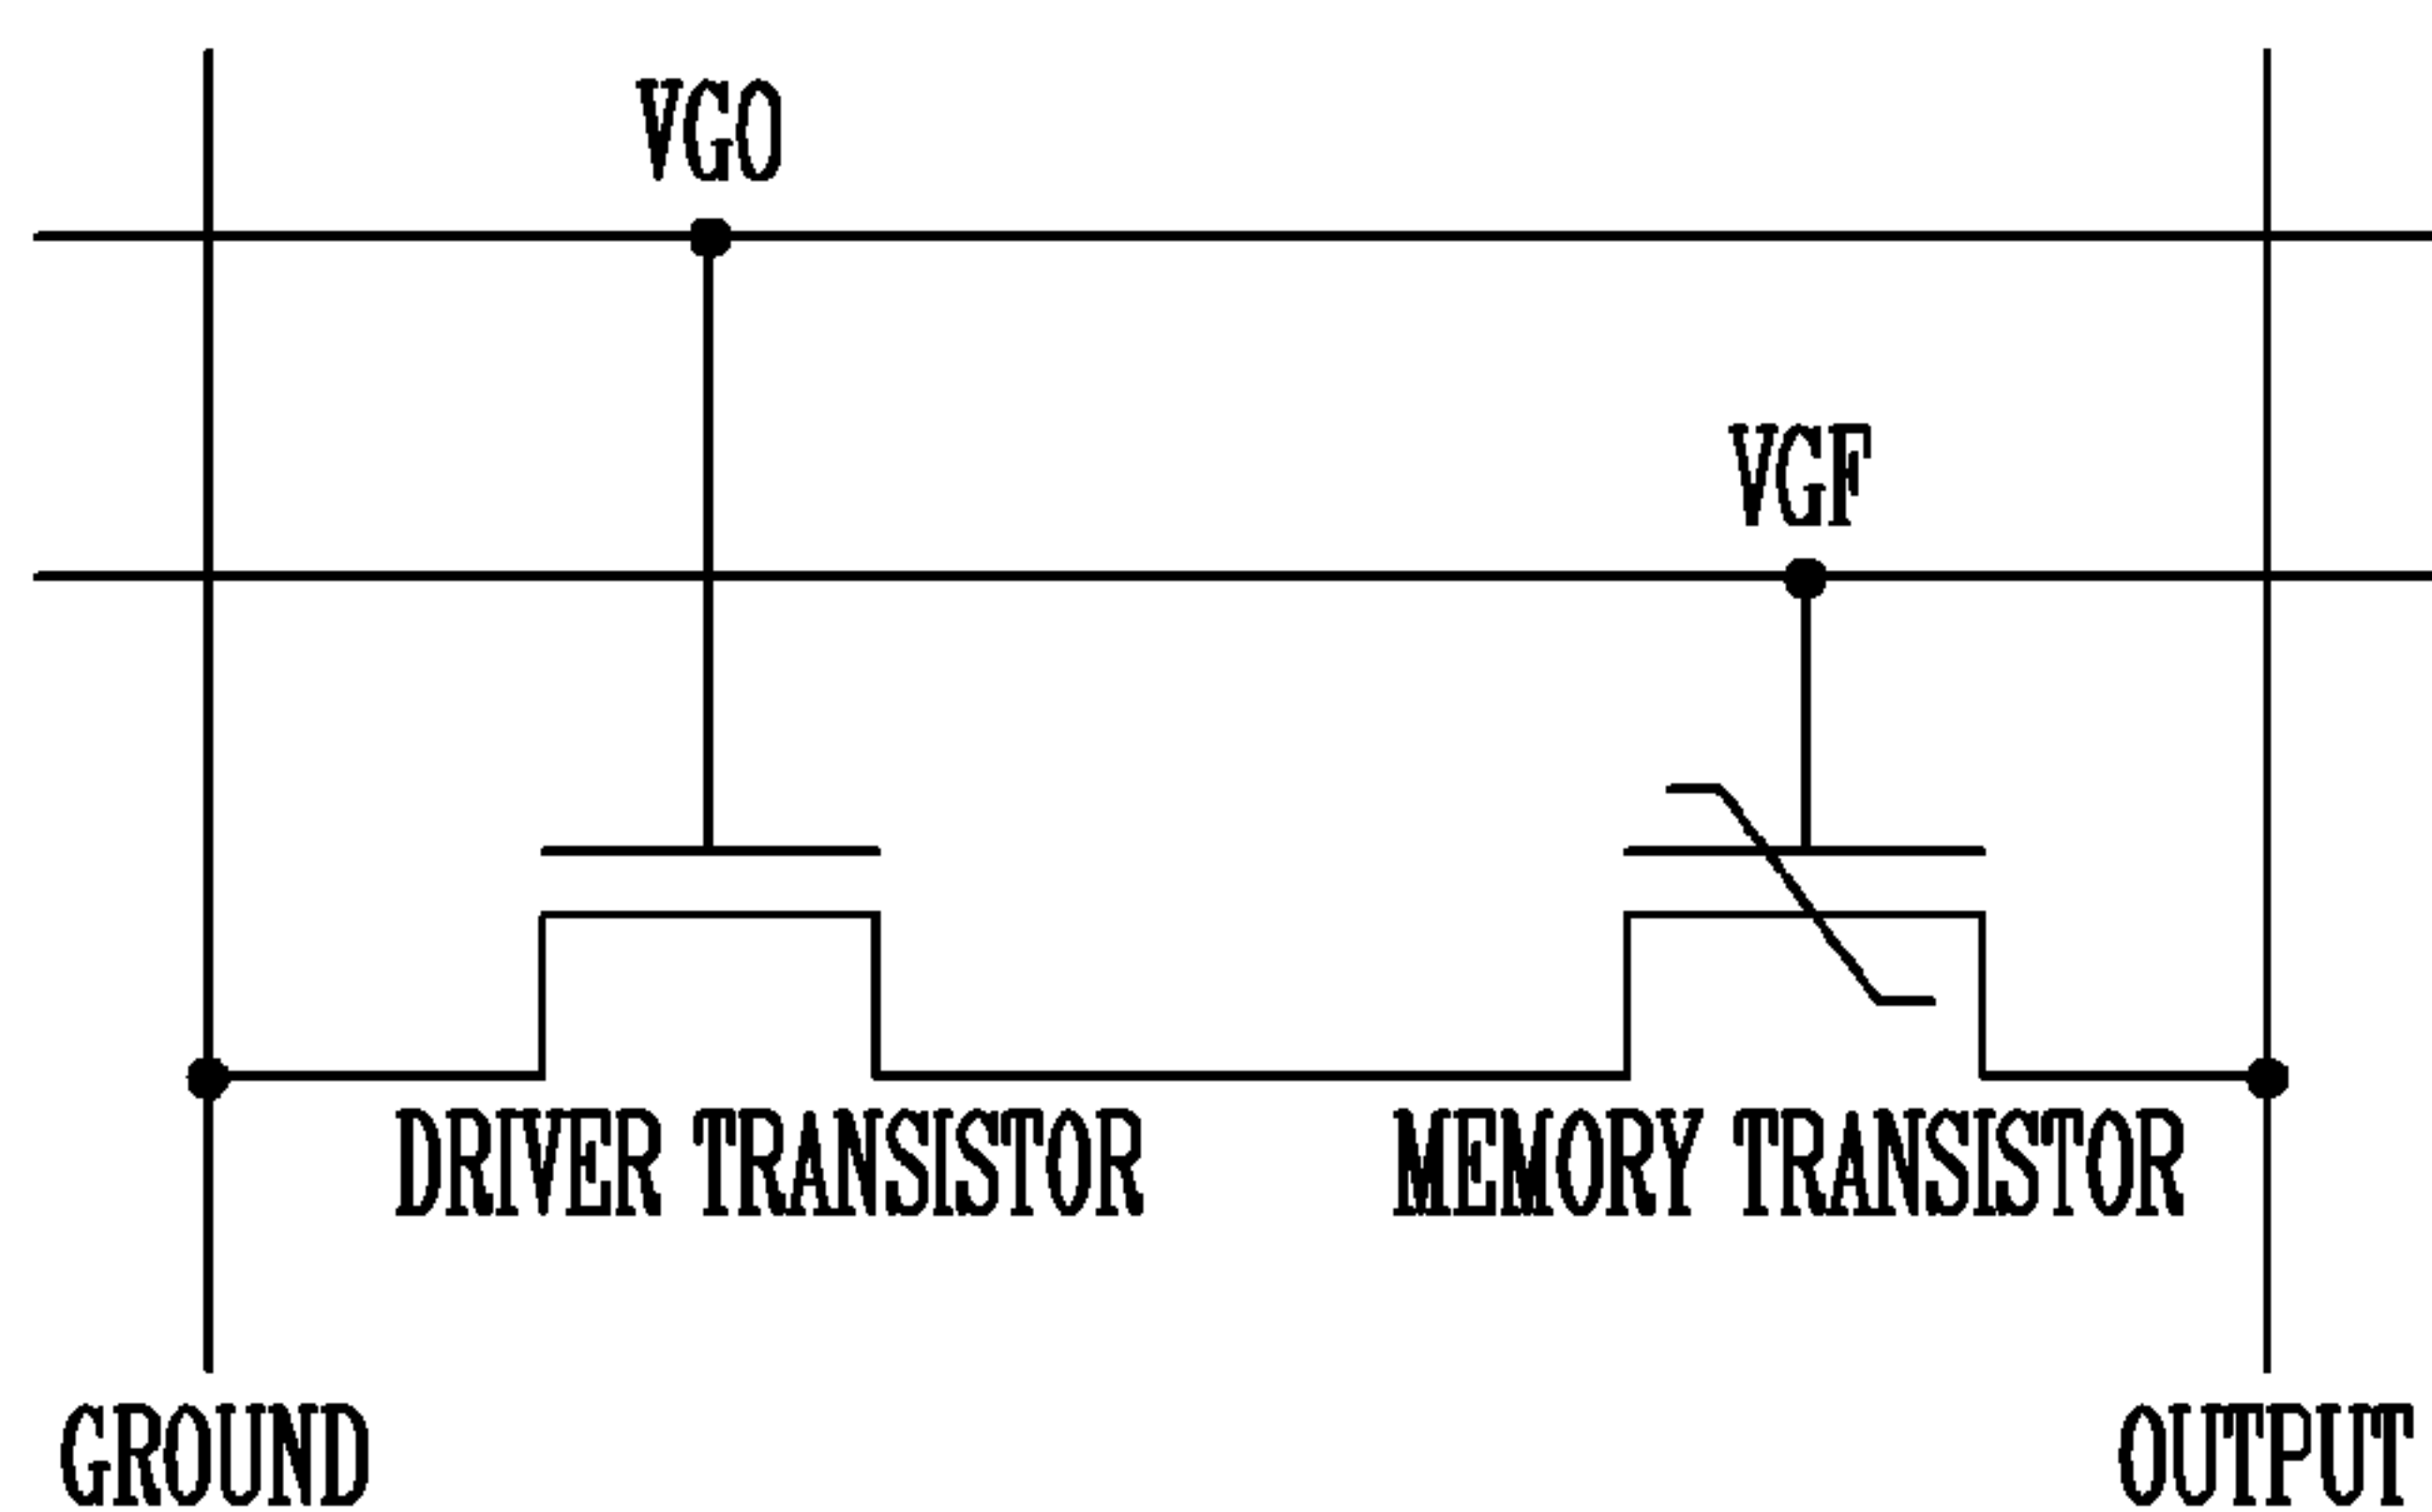 VGO
VGF
DRIVER TRANSISTOR
MEMORY TRANSISTOR
GROUND
OUTPUT